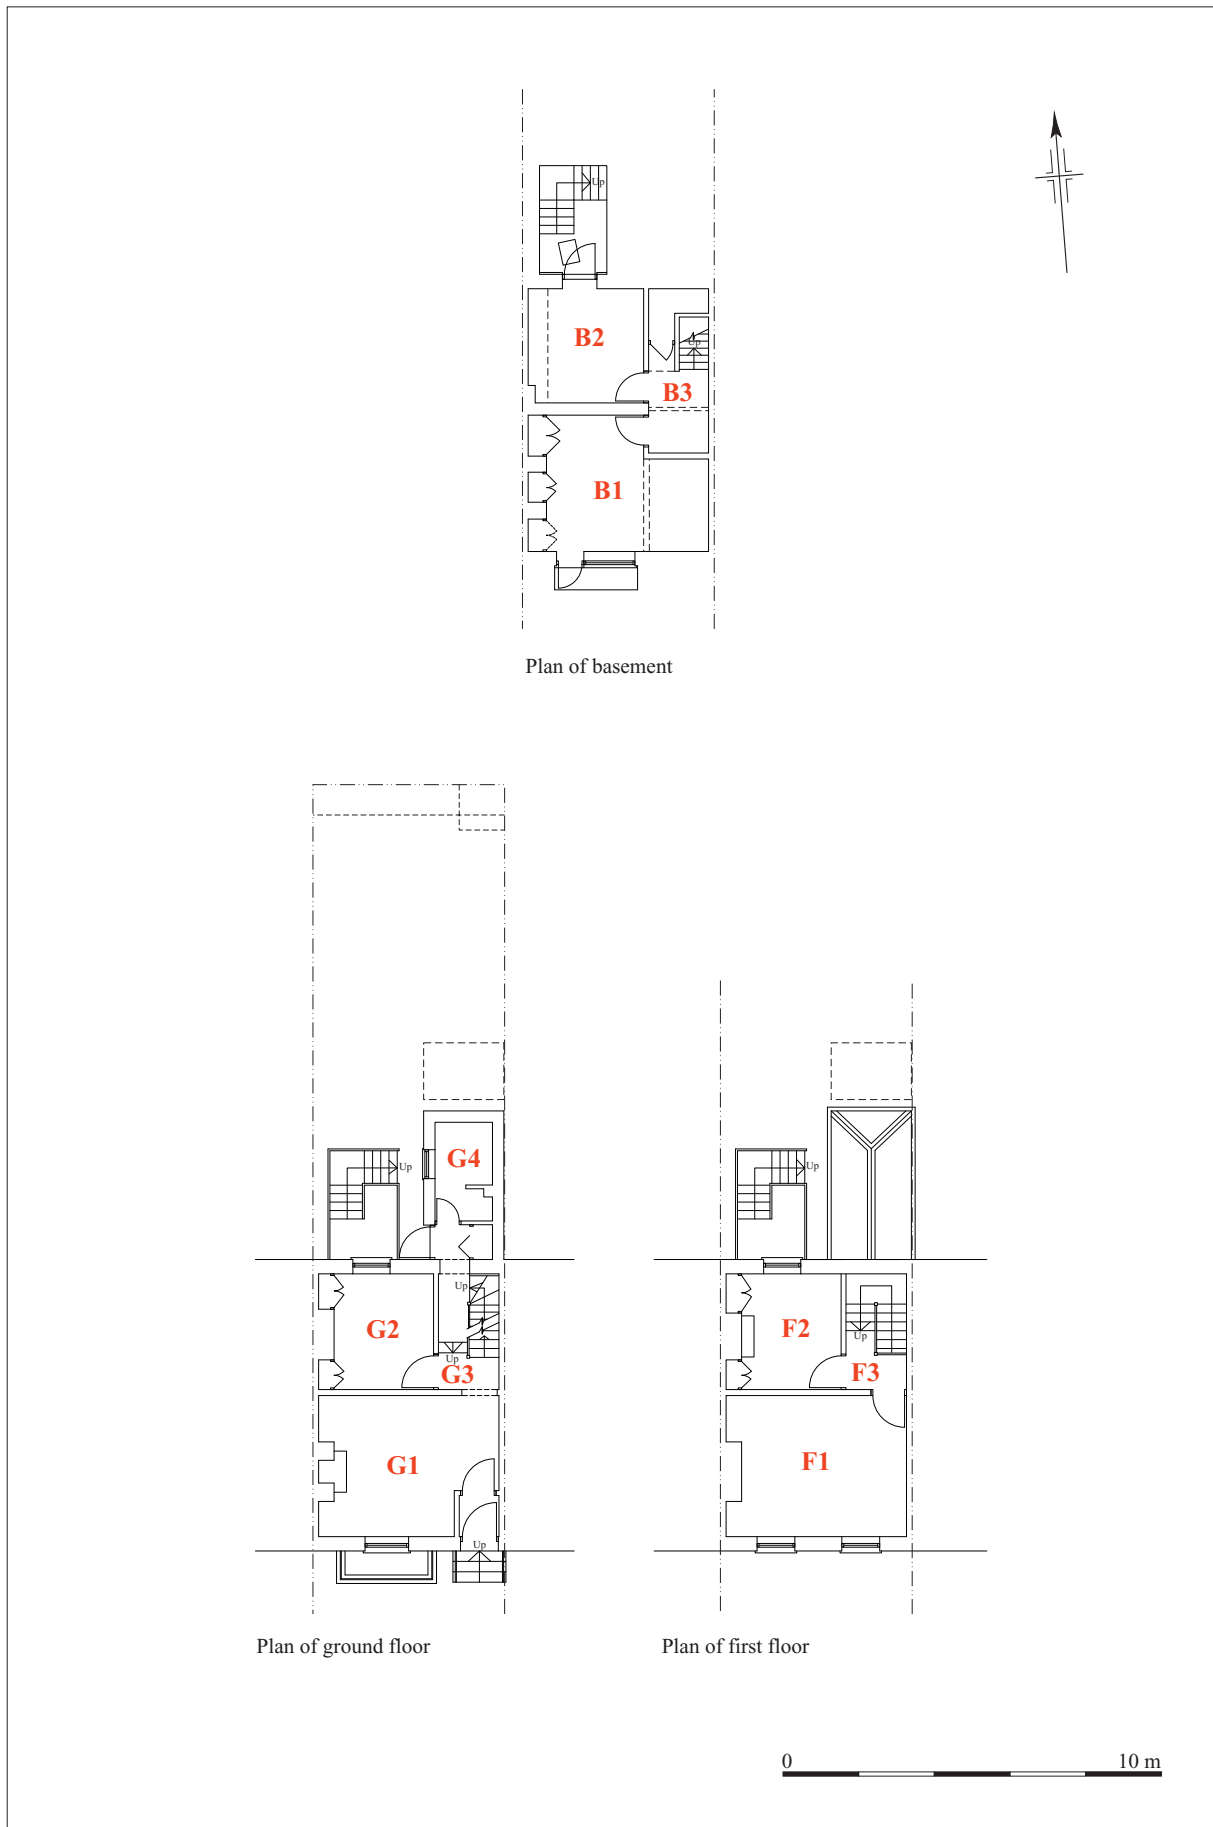 Up
B2
Up
B3
B1
Plan of basement
G4
Up
Up
Up
G2
Up
F2
Up
G3
F3
G1
F1
Up
Plan of ground floor
Plan of first floor
0
10 m